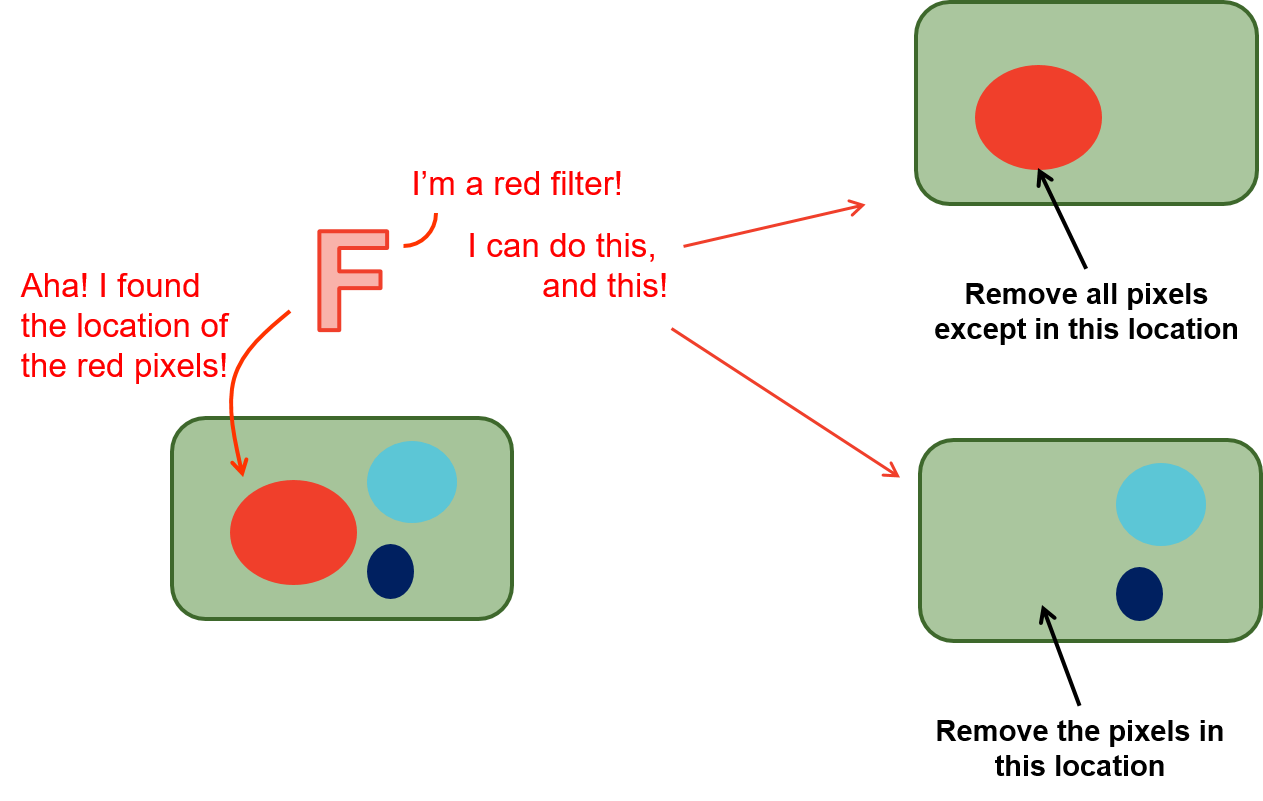 I’m a red filter!
F
I can do this,
and this!
Aha! I found
the location of
the red pixels!
Remove all pixels
except in this location
Remove the pixels in
this location